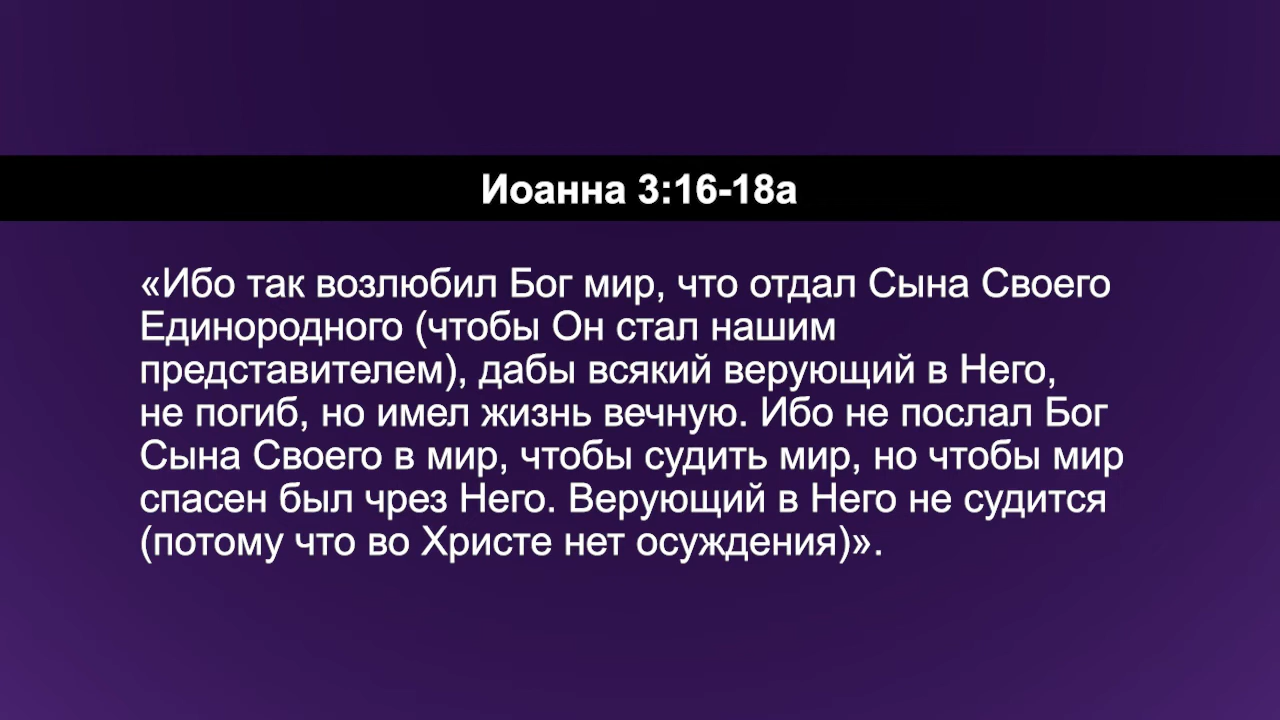 Иоанна 3:16-18а
«Ибо так возлюбил Бог мир, что отдал Сына Своего
Единородного (чтобы Он стал нашим
представителем), дабы всякий верующий в Него,
не погиб, но имел жизнь вечную. Ибо не послал Бог
Сына Своего в мир, чтобы судить мир, но чтобы мир
спасен был чрез Него. Верующий в Него не судится
(потому что во Христе нет осуждения)».